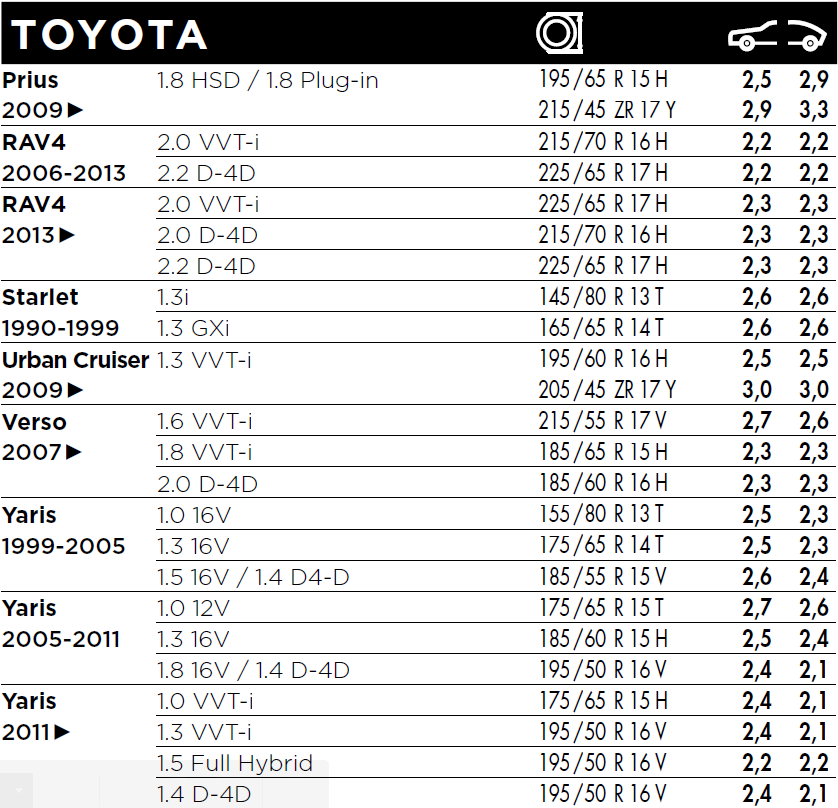 TOYOTA
Prius 1.8 HSD / 1.8 Plug-in 195/65 R 15 H 2,5 2,9
2009► 215/45 ZR 17 Y 2,9 3,3
RAV4 2.0 VVT-i 215/70 R 16 H 2,2 2,2
2006-2013 2.2 D-4D 225/65 R 17 H 2,2 2,2
RAV4 2.0 VVT-i 225/65 R 17 H 2,3 2,3
2013► 2.0 D-4D 215/70 R 16 H 2,3 2,3
2.2 D-4D 225/65 R 17 H 2,3 2,3
Starlet 1.3i 145/80 R 13 T 2,6 2,6
1990-1999 1.3 GXi 165/65 R 14 T 2,6 2,6
Urban Cruiser 1.3 VVT-i 195/60 R 16 H 2,5 2,5
2009► 205/45 ZR 17 Y 3,0 3,0
Verso 1.6 VVT-i 215/55 R 17 V 2,7 2,6
2007► 1.8 VVT-i 185/65 R 15 H 2,3 2,3
2.0 D-4D 185/60 R 16 H 2,3 2,3
Yaris 1.0 16V 155/80 R 13 T 2,5 2,3
1999-2005 1.3 16V 175/65 R 14 T 2,5 2,3
1.5 16V / 1.4 D4-D 185/55 R 15 V 2,6 2,4
Yaris 1.0 12V 175/65 R 15 T 2,7 2,6
2005-2011 1.3 16V 185/60 R 15 H 2,5 2,4
1.8 16V / 1.4 D-4D 195/50 R 16 V 2,4 2,1
Yaris 1.0 VVT-i 175/65 R 15 H 2,4 2,1
2011► 1.3 VVT-i 195/50 R 16 V 2,4 2,1
1.5 Full Hybrid 195/50 R 16 V 2,2 2,2
1.4 D-4D 195/50 R 16 V 2,4 2,1